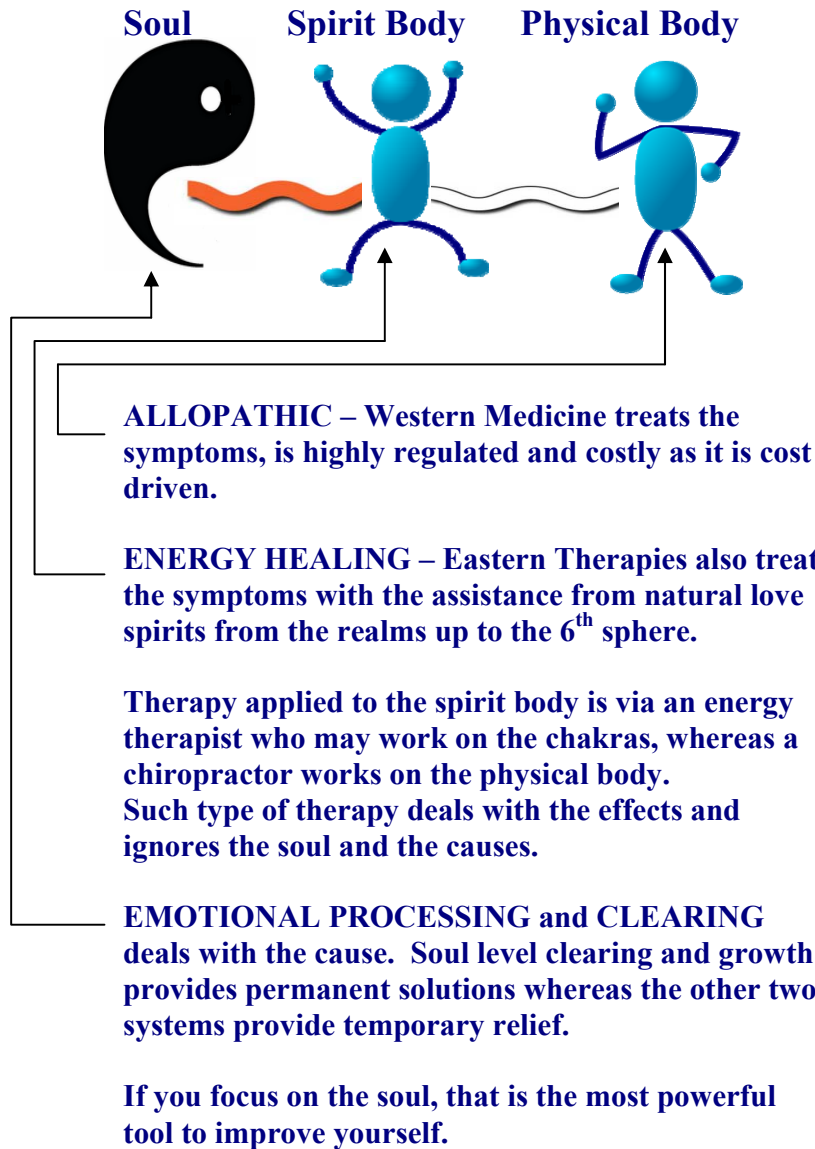 Soul Spirit Body Physical Body
ALLOPATHIC – Western Medicine treats the
symptoms, is highly regulated and costly as it is cost
driven.
ENERGY HEALING – Eastern Therapies also treat
the symptoms with the assistance from natural love
spirits from the realms up to the 6th sphere.
Therapy applied to the spirit body is via an energy
therapist who may work on the chakras, whereas a
chiropractor works on the physical body.
Such type of therapy deals with the effects and
ignores the soul and the causes.
EMOTIONAL PROCESSING and CLEARING
deals with the cause. Soul level clearing and growth
provides permanent solutions whereas the other two
systems provide temporary relief.
If you focus on the soul, that is the most powerful
tool to improve yourself.